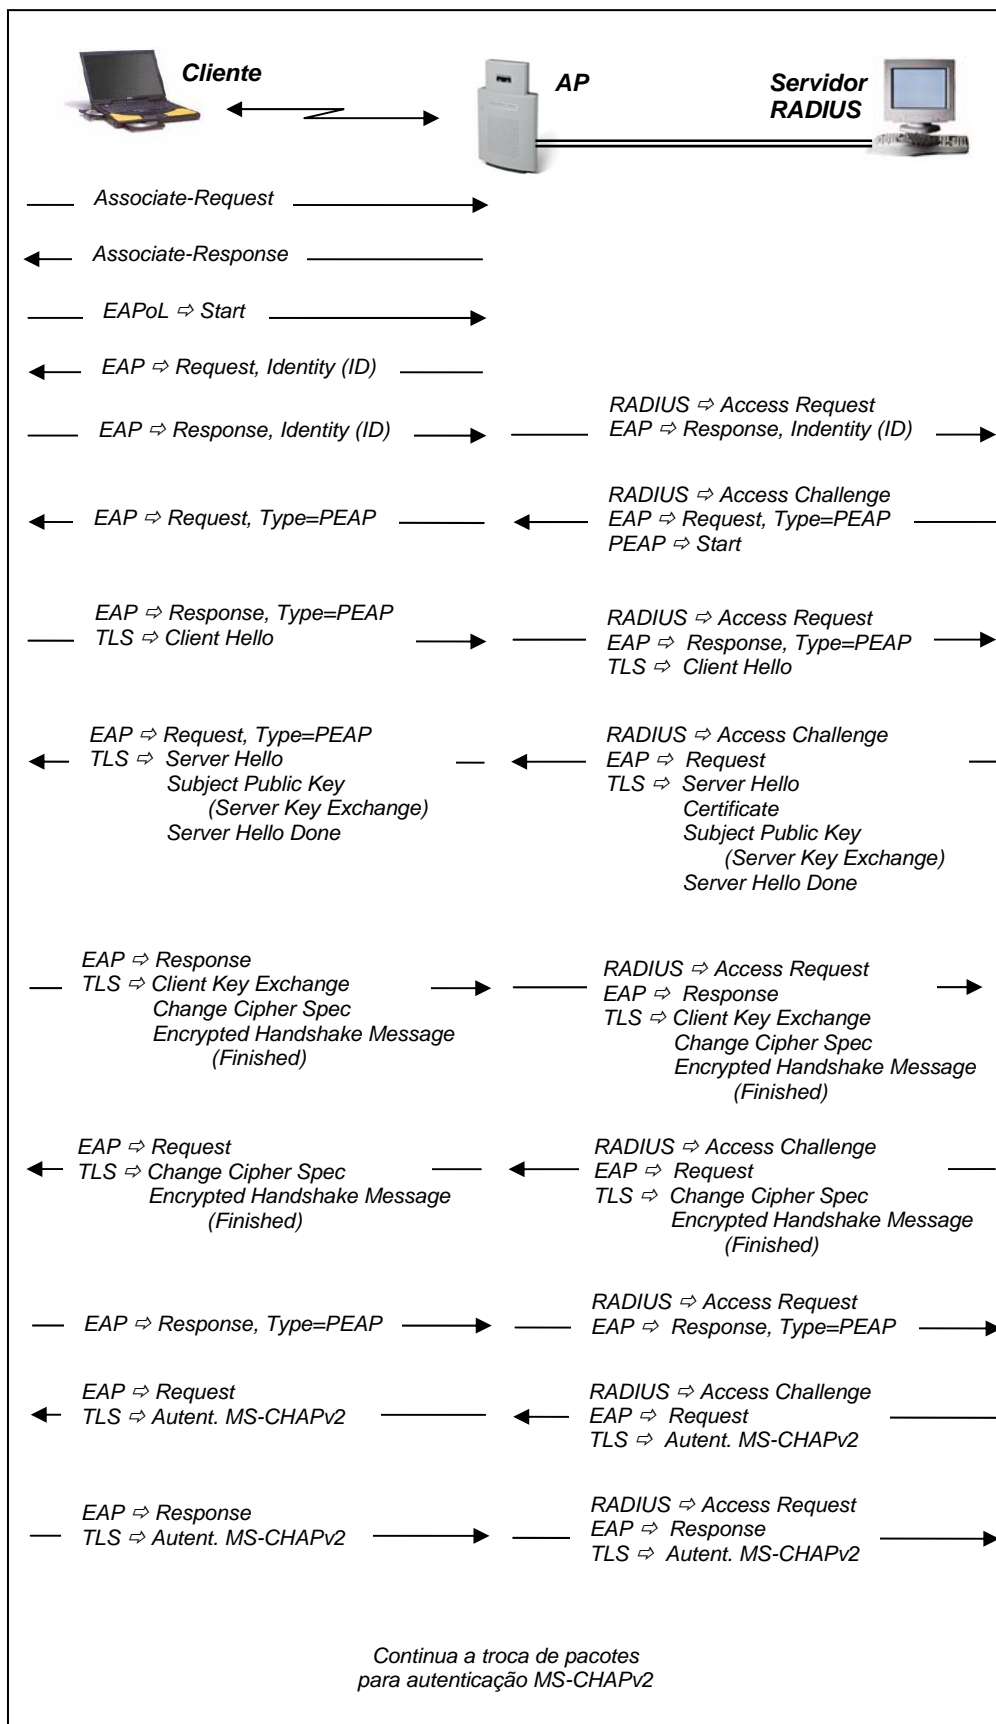 Cliente
AP
Servidor
RADIUS
Associate-Request
Associate-Response
EAPoL ⇨ Start
EAP ⇨ Request, Identity (ID)
EAP ⇨ Response, Identity (ID)
RADIUS ⇨ Access Request
EAP ⇨ Response, Indentity (ID)
EAP ⇨ Request, Type=PEAP
RADIUS ⇨ Access Challenge
EAP ⇨ Request, Type=PEAP
PEAP ⇨ Start
EAP ⇨ Response, Type=PEAP
TLS ⇨ Client Hello
RADIUS ⇨ Access Request
EAP ⇨ Response, Type=PEAP
TLS ⇨ Client Hello
EAP ⇨ Request, Type=PEAP
TLS ⇨ Server Hello
Subject Public Key
(Server Key Exchange)
Server Hello Done
RADIUS ⇨ Access Challenge
EAP ⇨ Request
TLS ⇨ Server Hello
Certificate
Subject Public Key
(Server Key Exchange)
Server Hello Done
EAP ⇨ Response
TLS ⇨ Client Key Exchange
Change Cipher Spec
Encrypted Handshake Message
(Finished)
RADIUS ⇨ Access Request
EAP ⇨ Response
TLS ⇨ Client Key Exchange
Change Cipher Spec
Encrypted Handshake Message
(Finished)
EAP ⇨ Request
TLS ⇨ Change Cipher Spec
Encrypted Handshake Message
(Finished)
RADIUS ⇨ Access Challenge
EAP ⇨ Request
TLS ⇨ Change Cipher Spec
Encrypted Handshake Message
(Finished)
EAP ⇨ Response, Type=PEAP
RADIUS ⇨ Access Request
EAP ⇨ Response, Type=PEAP
EAP ⇨ Request
TLS ⇨ Autent. MS-CHAPv2
RADIUS ⇨ Access Challenge
EAP ⇨ Request
TLS ⇨ Autent. MS-CHAPv2
EAP ⇨ Response
TLS ⇨ Autent. MS-CHAPv2
RADIUS ⇨ Access Request
EAP ⇨ Response
TLS ⇨ Autent. MS-CHAPv2
Continua a troca de pacotes
para autenticação MS-CHAPv2